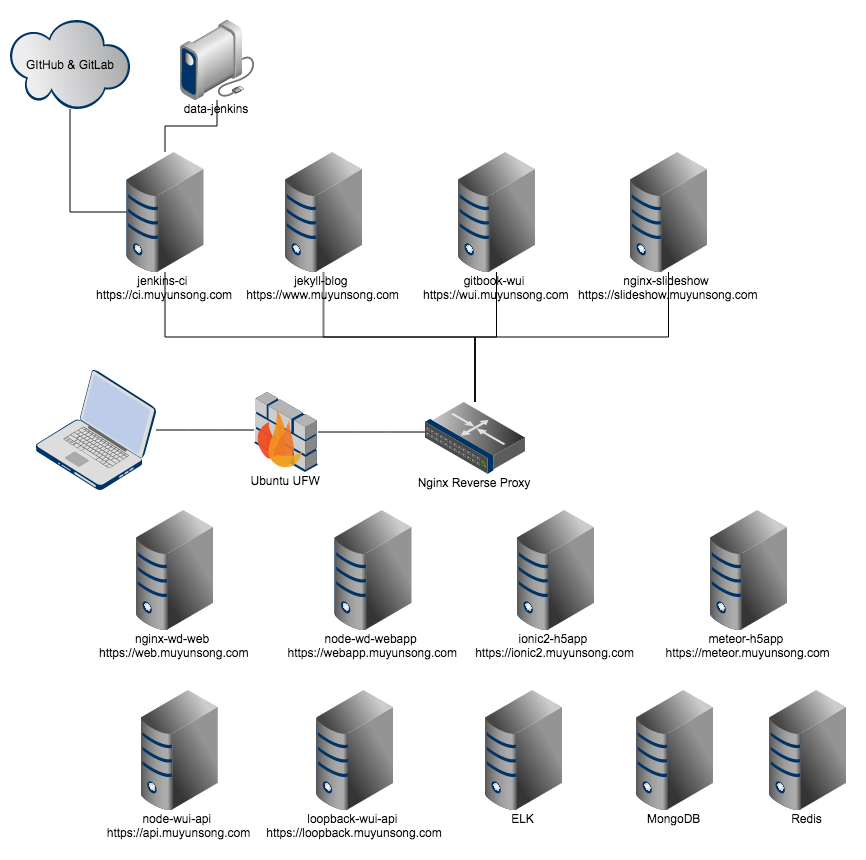 GItHub & GitLab
data-jenkins
jenkins-ci
https://ci.muyunsong.com
jekyll-blog
https://www.muyunsong.com
gitbook-wui
https://wui.muyunsong.com
nginx-slideshow
https://slideshow.muyunsong.com
Ubuntu UFW
Nginx Reverse Proxy
nginx-wd-web
https://web.muyunsong.com
node-wd-webapp
https://webapp.muyunsong.com
ionic2-h5app
https://ionic2.muyunsong.com
meteor-h5app
https://meteor.muyunsong.com
node-wui-api
https://api.muyunsong.com
loopback-wui-api
https://loopback.muyunsong.com
ELK
MongoDB
Redis